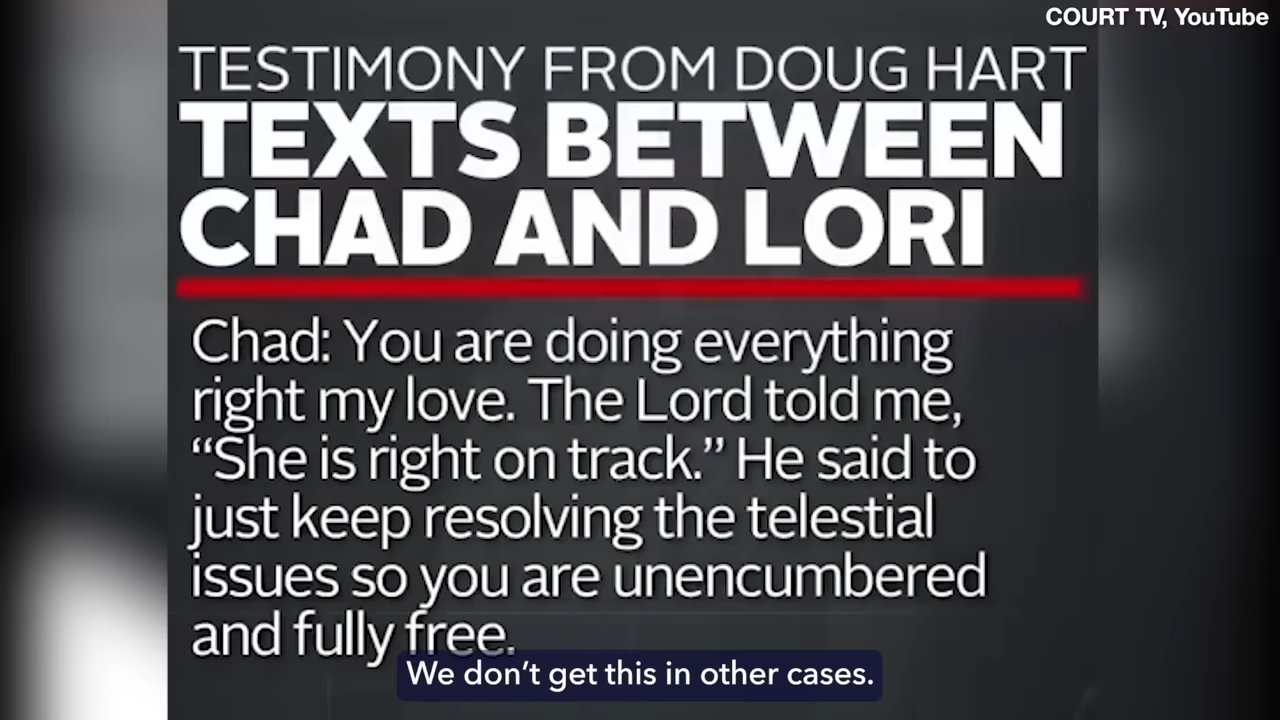 COURT TV, YouTube
TESTIMONY FROM DOUG HART
TEXTS BETWEEN
CHAD AND LORI
Chad: You are doing everything
right my love. The Lord told me,
“She is right on track.” He said to
just keep resolving the telestial
issues so you are unencumbered
and fully free.
We don’t get this in other cases.